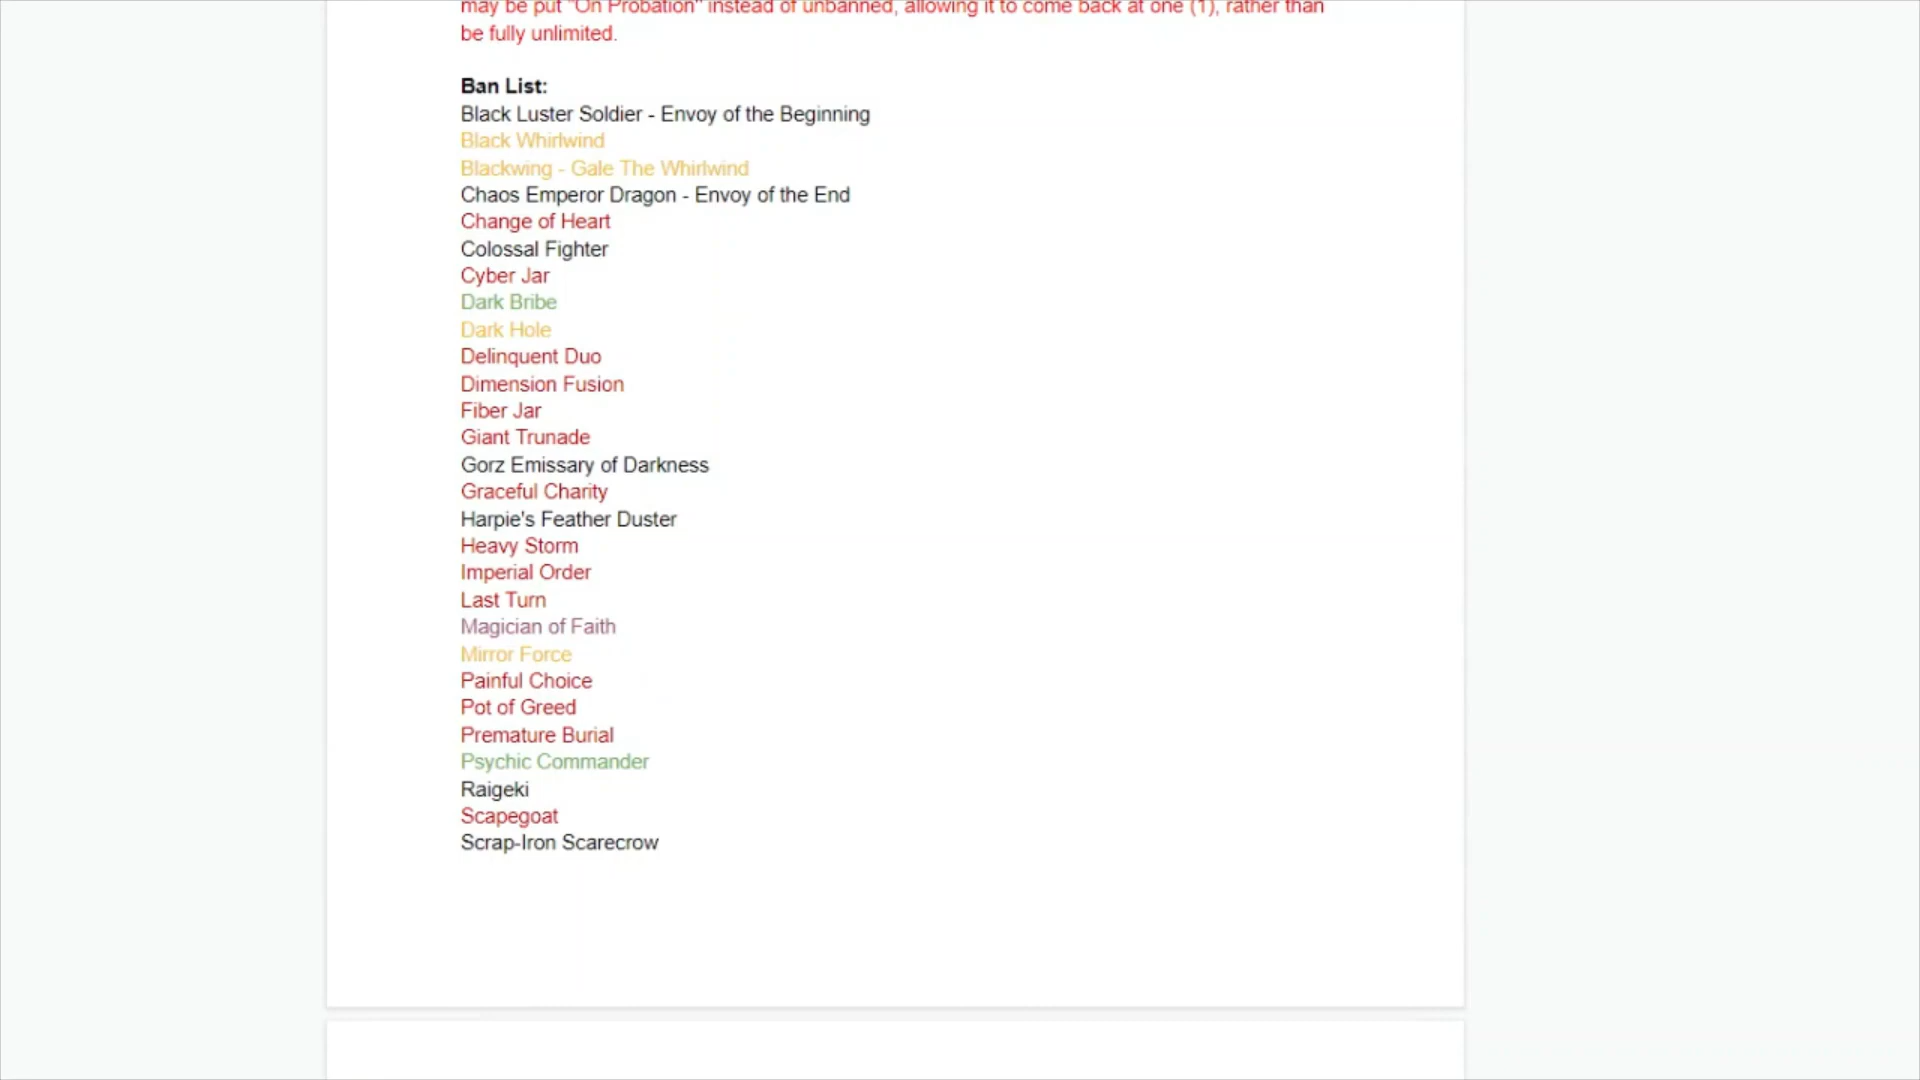 may be put "On Probation" instead of unbanned, allowing it to come back at one (1), rather than
be fully unlimited.
Ban List:
Black Luster Soldier - Envoy of the Beginning
Black Whirlwind
Blackwing - Gale The Whirlwind
Chaos Emperor Dragon - Envoy of the End
Change of Heart
Colossal Fighter
Cyber Jar
Dark Bribe
Dark Hole
Delinquent Duo
Dimension Fusion
Fiber Jar
Giant Trunade
Gorz Emissary of Darkness
Graceful Charity
Harpie's Feather Duster
Heavy Storm
Imperial Order
Last Turn
Magician of Faith
Mirror Force
Painful Choice
Pot of Greed
Premature Burial
Psychic Commander
Raigeki
Scapegoat
Scrap-Iron Scarecrow